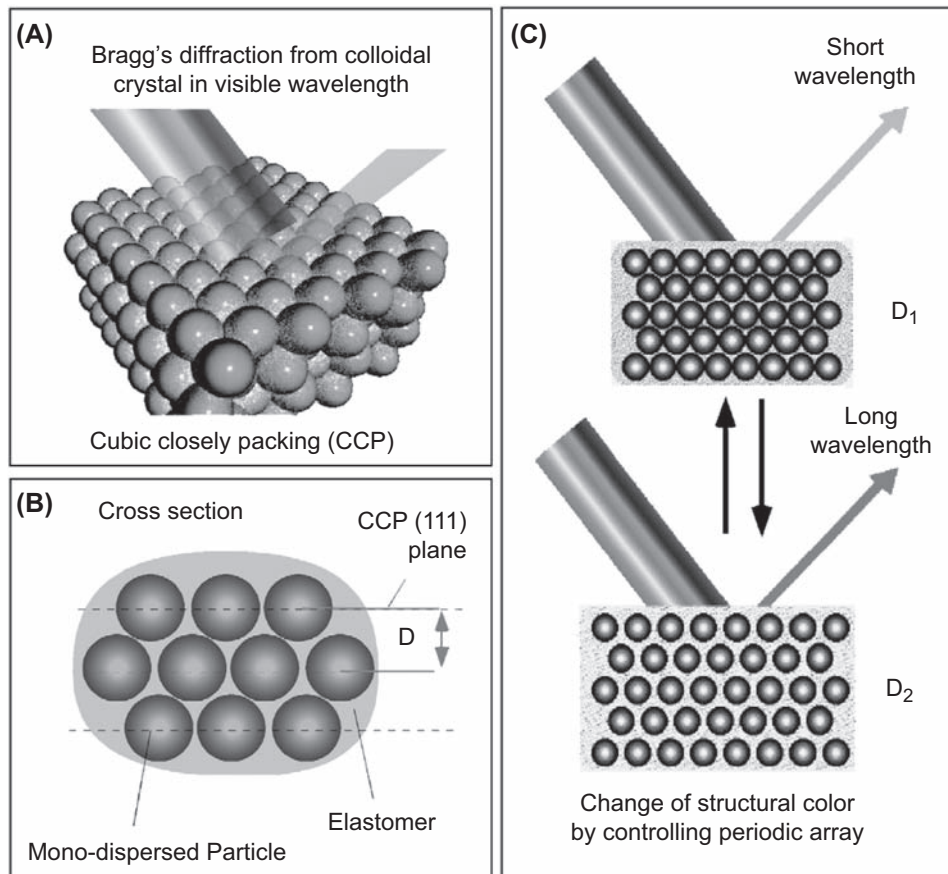 (A)
Bragg's diffraction from colloidal
crystal in visible wavelength
Cubic closely packing (CCP)
(B)
Cross section
CCP (111)
plane
D
Elastomer
Mono-dispersed Particle
(C)
Short
wavelength
D₁
Long
wavelength
D₂
Change of structural color
by controlling periodic array